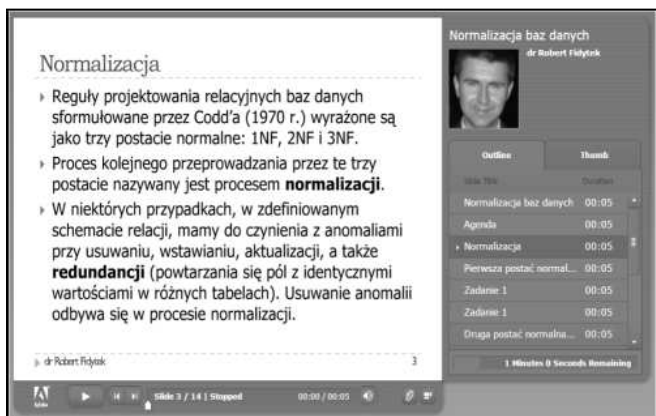 Normalizacja
Reguły projektowania relacyjnych baz danych
sformułowane przez Codd'a (1970 r.) wyrażone są
jako trzy postacie normalne: 1NF, 2NF i 3NF.
Proces kolejnego przeprowadzania przez te trzy
postacie nazywany jest procesem normalizacji.
W niektórych przypadkach, w zdefiniowanym
schemacie relacji, mamy do czynienia z anomaliami
przy usuwaniu, wstawianiu, aktualizacji, a także
redundancji (powtarzania się pól z identycznymi
wartościami w różnych tabelach). Usuwanie anomalii
odbywa się w procesie normalizacji.
dr Robert Fidytek 3
Slide 3 / 14 | Stopped 00:00 / 00:05
Normalizacja baz danych
dr Robert Fidytek
Outline Thumb
Slide Title Duration
Normalizacja baz danych 00:05
Agenda 00:05
Normalizacja 00:05
Pierwsza postać normal... 00:05
Zadanie 1 00:05
Zadanie 1 00:05
Druga postać normalna... 00:05
1 Minutes 0 Seconds Remaining